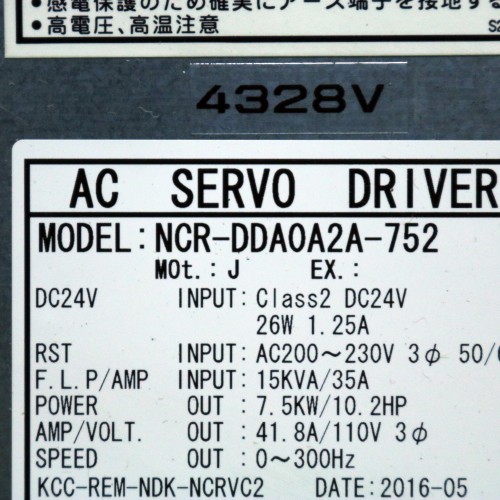 ・感電保護のため確実にアース端子を接地する
・高電圧、高温注意
4328V
AC SERVO DRIVER
MODEL:NCR-DDA0A2A-752
MOt.:J EX.:
DC24V INPUT:Class2 DC24V
26W 1.25A
RST INPUT:AC200~230V 3φ 50/
F.L.P/AMP INPUT:15KVA/35A
POWER OUT :7.5KW/10.2HP
AMP/VOLT. OUT :41.8A/110V 3φ
SPEED OUT :0~300Hz
KCC-REM-NDK-NCRVC2 DATE:2016-05